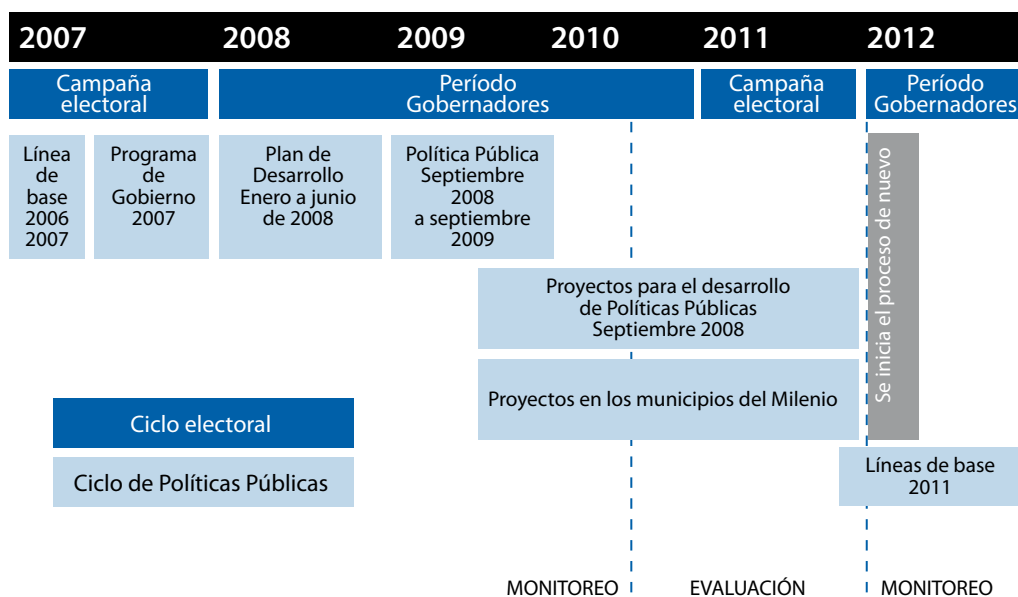 2007 2008 2009 2010 2011 2012
Campaña
electoral
Período
Gobernadores
Campaña
electoral
Período
Gobernadores
Línea
de
base
2006
2007
Programa
de
Gobierno
2007
Plan de
Desarrollo
Enero a junio
de 2008
Política Pública
Septiembre
2008
a septiembre
2009
Se inicia el proceso de nuevo
Proyectos para el desarrollo
de Políticas Públicas
Septiembre 2008
Proyectos en los municipios del Milenio
Ciclo electoral
Ciclo de Políticas Públicas
Líneas de base
2011
MONITOREO EVALUACIÓN MONITOREO